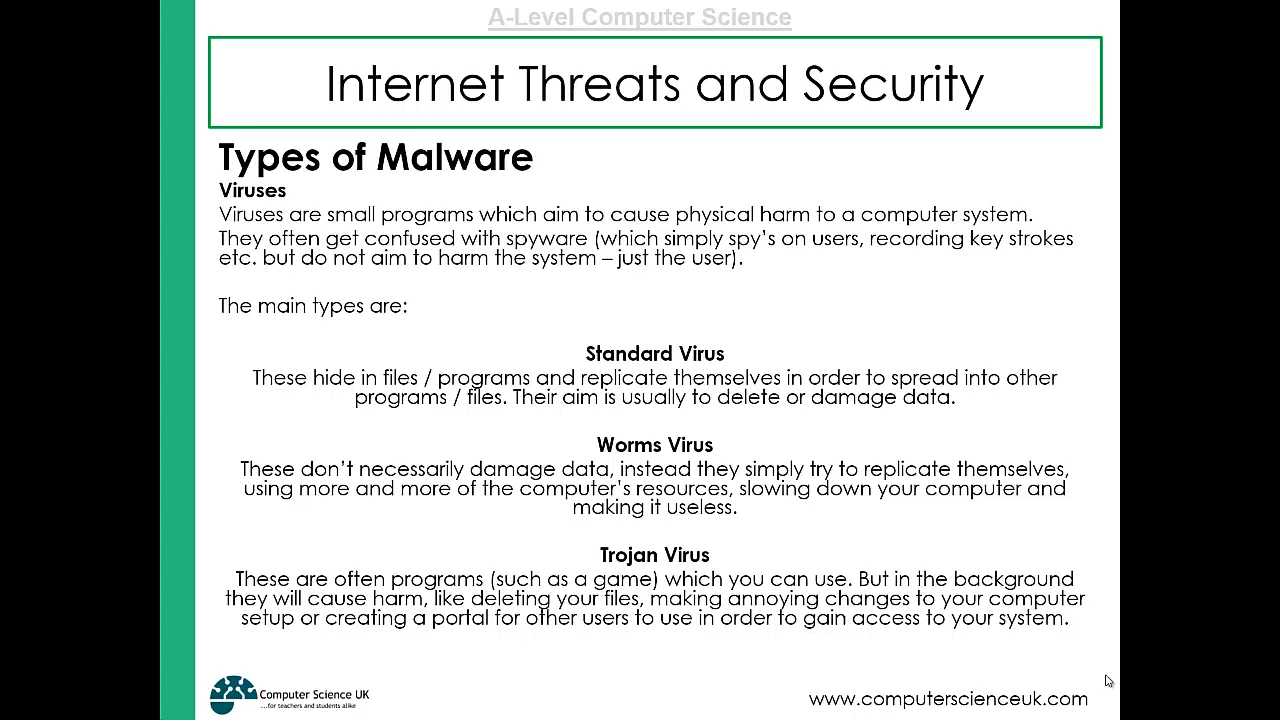 A-Level Computer Science
Internet Threats and Security
Types of Malware
Viruses
Viruses are small programs which aim to cause physical harm to a computer system.
They often get confused with spyware (which simply spy’s on users, recording key strokes
etc. but do not aim to harm the system – just the user).
The main types are:
Standard Virus
These hide in files / programs and replicate themselves in order to spread into other
programs / files. Their aim is usually to delete or damage data.
Worms Virus
These don’t necessarily damage data, instead they simply try to replicate themselves,
using more and more of the computer’s resources, slowing down your computer and
making it useless.
Trojan Virus
These are often programs (such as a game) which you can use. But in the background
they will cause harm, like deleting your files, making annoying changes to your computer
setup or creating a portal for other users to use in order to gain access to your system.
Computer Science UK
....for teachers and students alike
www.computerscienceuk.com